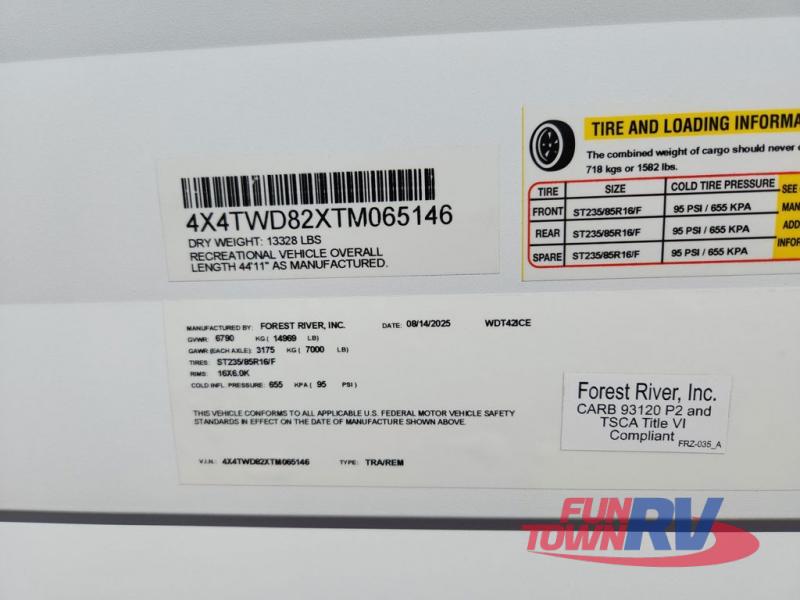 4X4TWD82XTM065146
DRY WEIGHT: 13328 LBS
RECREATIONAL VEHICLE OVERALL
LENGTH 44'11" AS MANUFACTURED.
TIRE AND LOADING
The combined weight of cargo should never
718 kgs or 1582 lbs.
TIRE SIZE COLD TIRE PRESSURE SEE
FRONT ST235/85R16/F 95 PSI / 655 KPA
REAR ST235/85R16/F 95 PSI / 655 KPA
SPARE ST235/85R16/F 95 PSI / 655 KPA
MANUFACTURED BY: FOREST RIVER, INC. DATE: 08/14/2025 WDT42ICE
GVWR: 6790 KG ( 14969 LB)
GAWR (EACH AXLE): 3175 KG ( 7000 LB)
TIRES: ST235/85R16/F
RIMS: 16X6.0K
COLD INFL. PRESSURE: 655 KPA ( 95 PSI )
THIS VEHICLE CONFORMS TO ALL APPLICABLE U.S. FEDERAL MOTOR VEHICLE SAFETY
STANDARDS IN EFFECT ON THE DATE OF MANUFACTURE SHOWN ABOVE.
V.I.N.: 4X4TWD82XTM065146 TYPE: TRA/REM
Forest River, Inc.
CARB 93120 P2 and
TSCA Title VI
Compliant
FRZ-035_A
FUN
TOWN RV